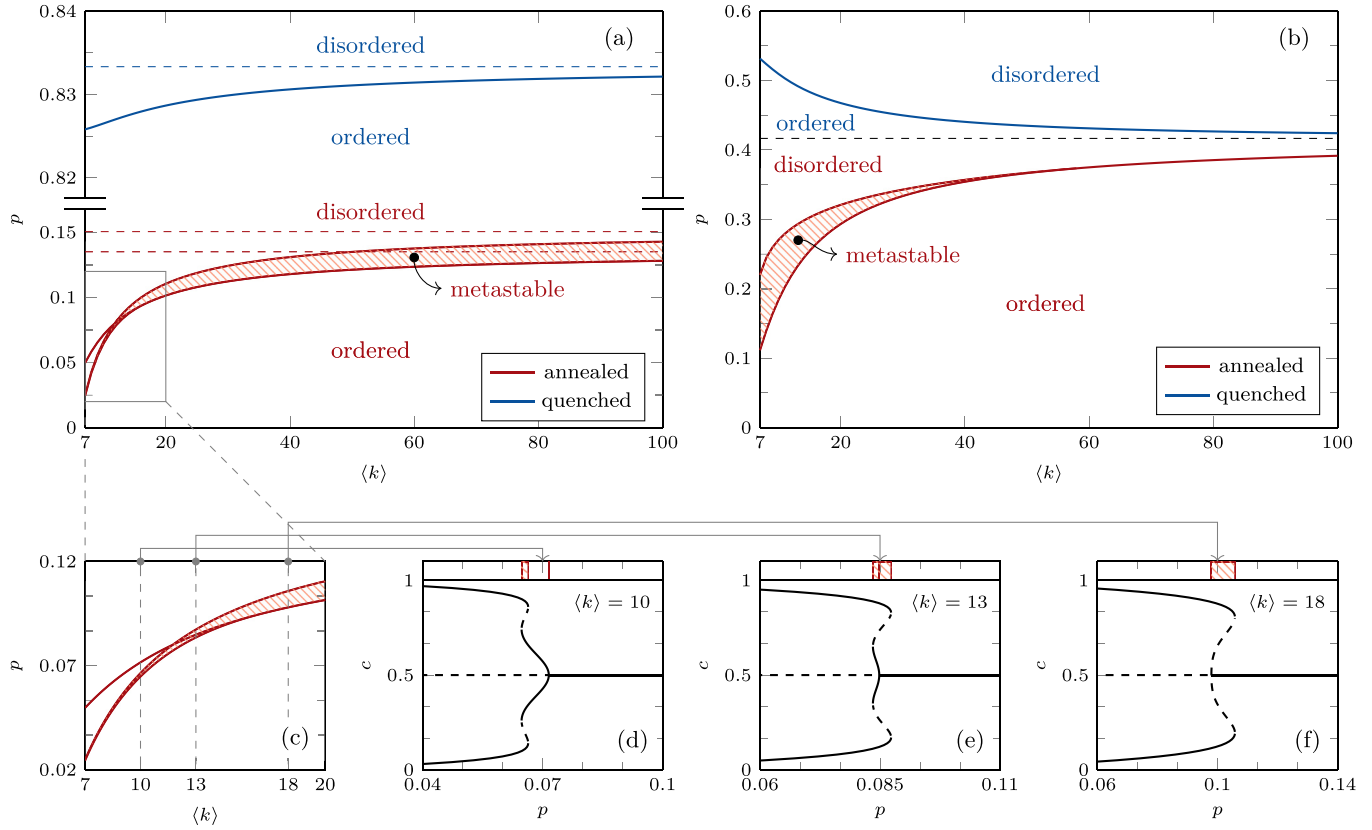 0.84
(a)
disordered
0.83
ordered
0.82
p
disordered
0.15
0.1
metastable
0.05
ordered
annealed
quenched
0
7
20
40
60
80
100
⟨k⟩
0.6
(b)
disordered
0.5
ordered
0.4
disordered
p
0.3
metastable
0.2
ordered
0.1
annealed
quenched
0
7
20
40
60
80
100
⟨k⟩
0.12
p
0.07
(c)
0.02
7
10
13
18
20
⟨k⟩
1
⟨k⟩ = 10
c
0.5
(d)
0
0.04
0.07
0.1
p
1
⟨k⟩ = 13
c
0.5
(e)
0
0.06
0.085
0.11
p
1
⟨k⟩ = 18
c
0.5
(f)
0
0.06
0.1
0.14
p